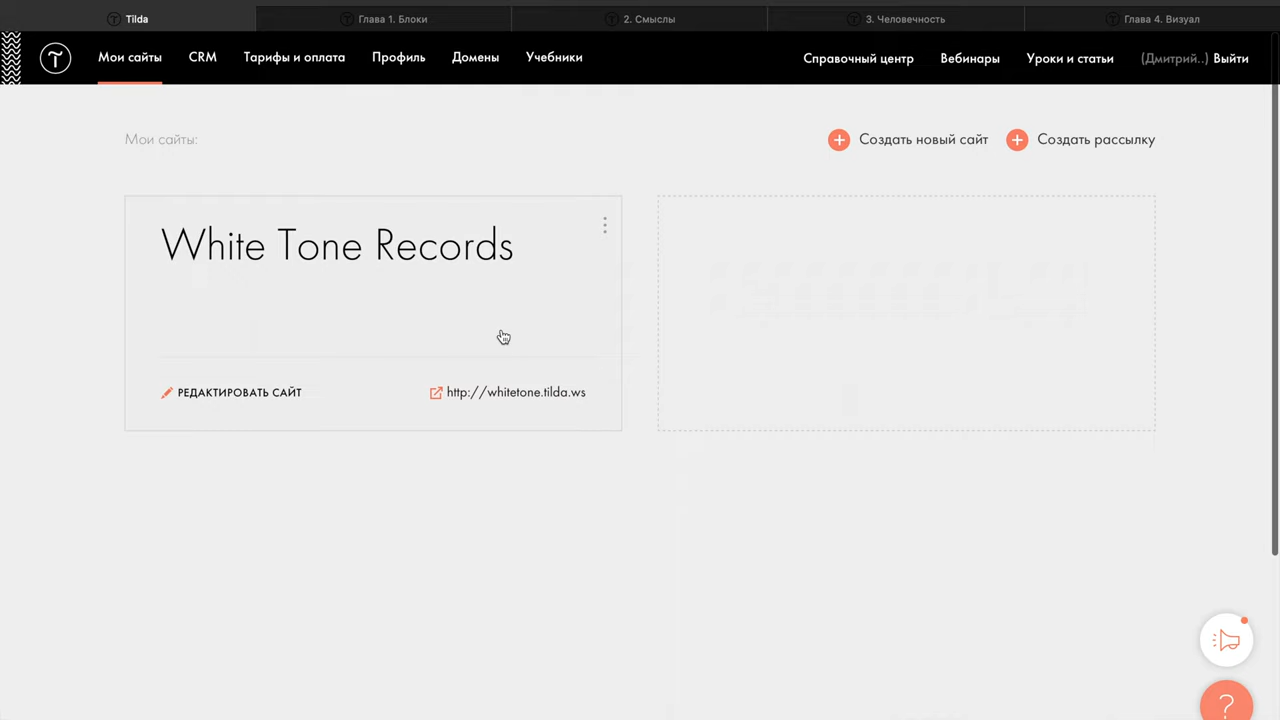 Tilda
Глава 1. Блоки
2. Смыслы
3. Человечность
Глава 4. Визуал
Мои сайты
CRM
Тарифы и оплата
Профиль
Домены
Учебники
Справочный центр
Вебинары
Уроки и статьи
(Дмитрий..) Выйти
Мои сайты:
Создать новый сайт
Создать рассылку
White Tone Records
РЕДАКТИРОВАТЬ САЙТ
http://whitetone.tilda.ws
?